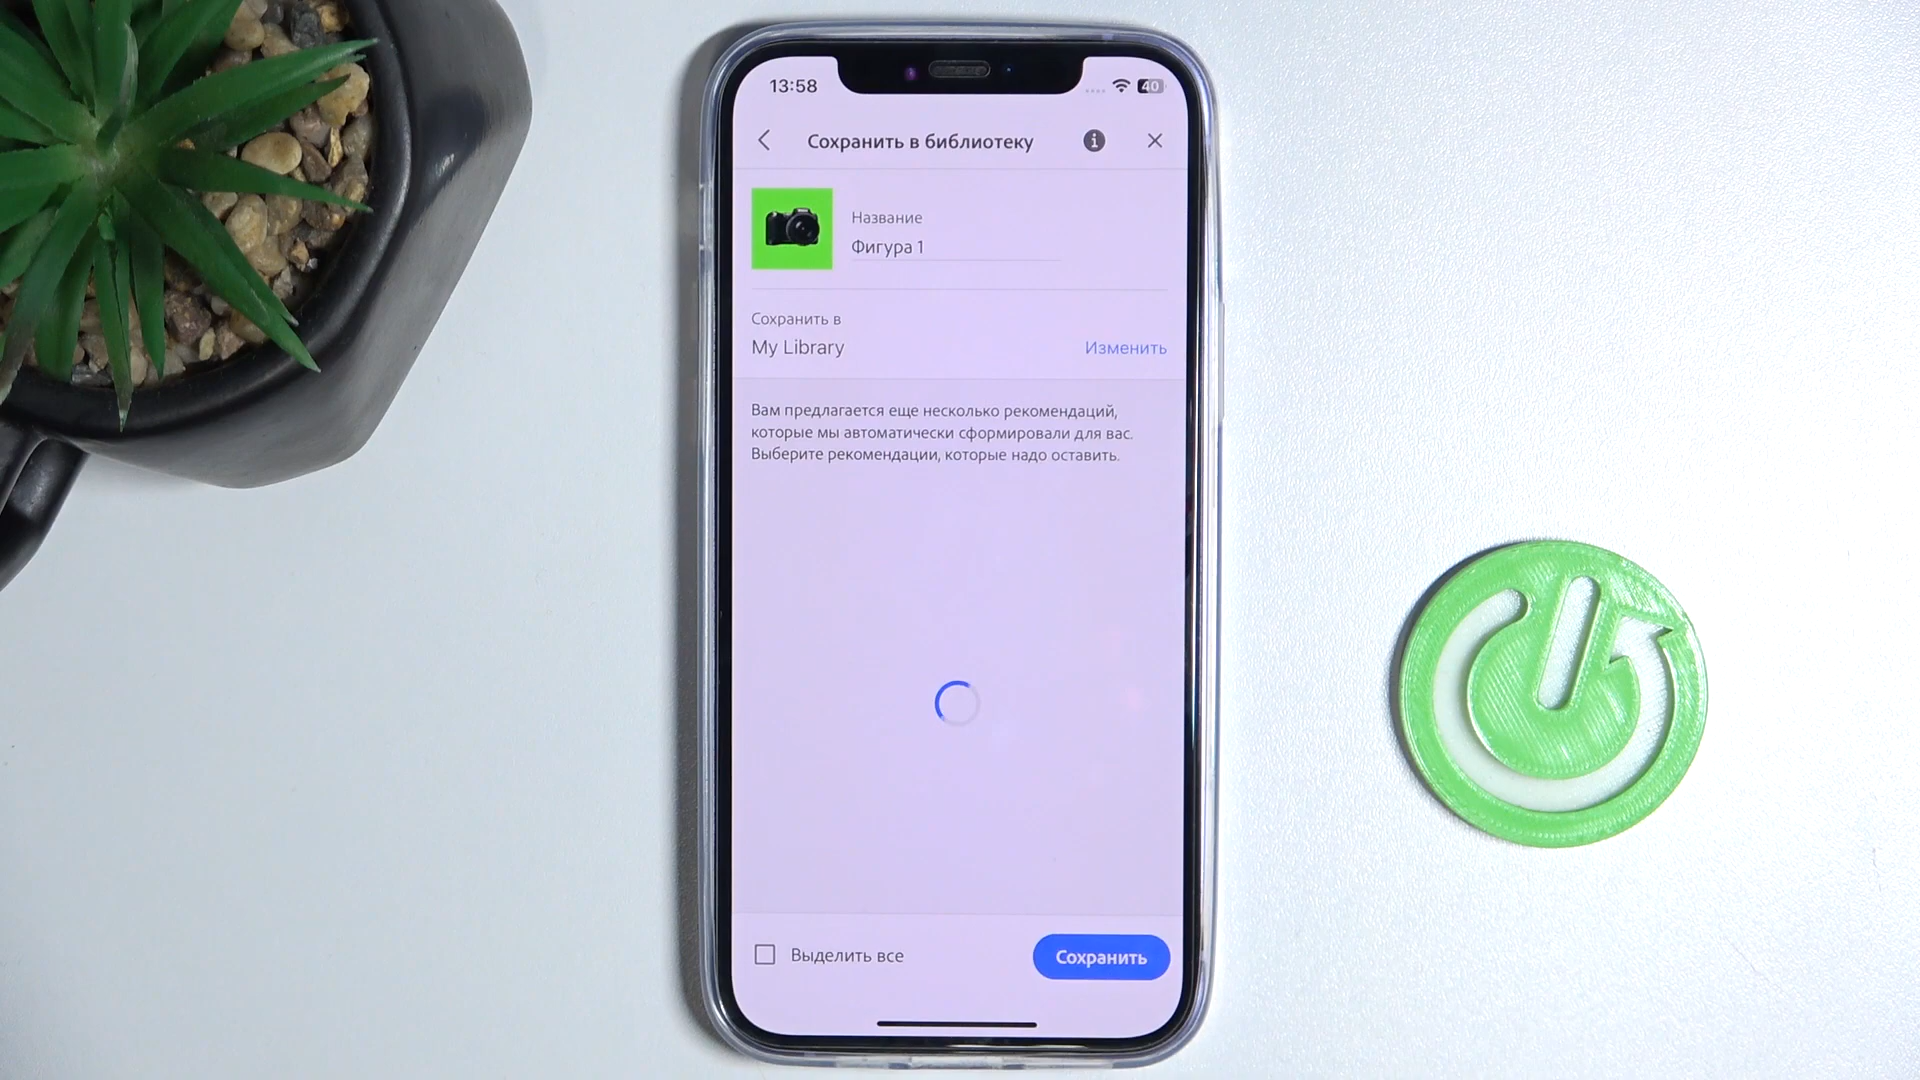 13:58
40
Сохранить в библиотеку
Название
Фигура 1
Сохранить в
My Library
Изменить
Вам предлагается еще несколько рекомендаций,
которые мы автоматически сформировали для вас.
Выберите рекомендации, которые надо оставить.
Выделить все
Сохранить